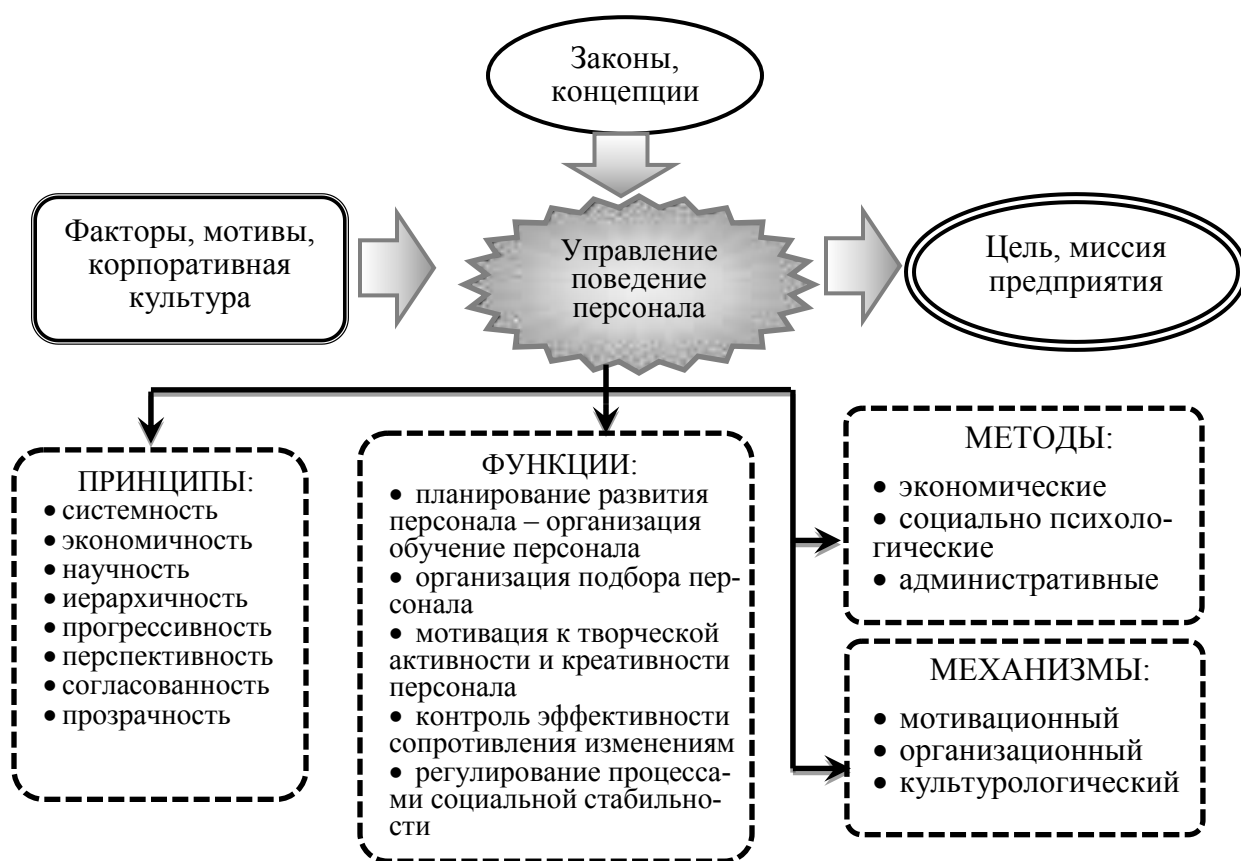 Законы,
концепции
Факторы, мотивы,
корпоративная
культура
Управление
поведение
персонала
Цель, миссия
предприятия
ПРИНЦИПЫ:
• системность
• экономичность
• научность
• иерархичность
• прогрессивность
• перспективность
• согласованность
• прозрачность
ФУНКЦИИ:
• планирование развития
персонала – организация
обучение персонала
• организация подбора пер-
сонала
• мотивация к творческой
активности и креативности
персонала
• контроль эффективности
сопротивления изменениям
• регулирование процесса-
ми социальной стабильно-
сти
МЕТОДЫ:
• экономические
• социально психоло-
гические
• административные
МЕХАНИЗМЫ:
• мотивационный
• организационный
• культурологический